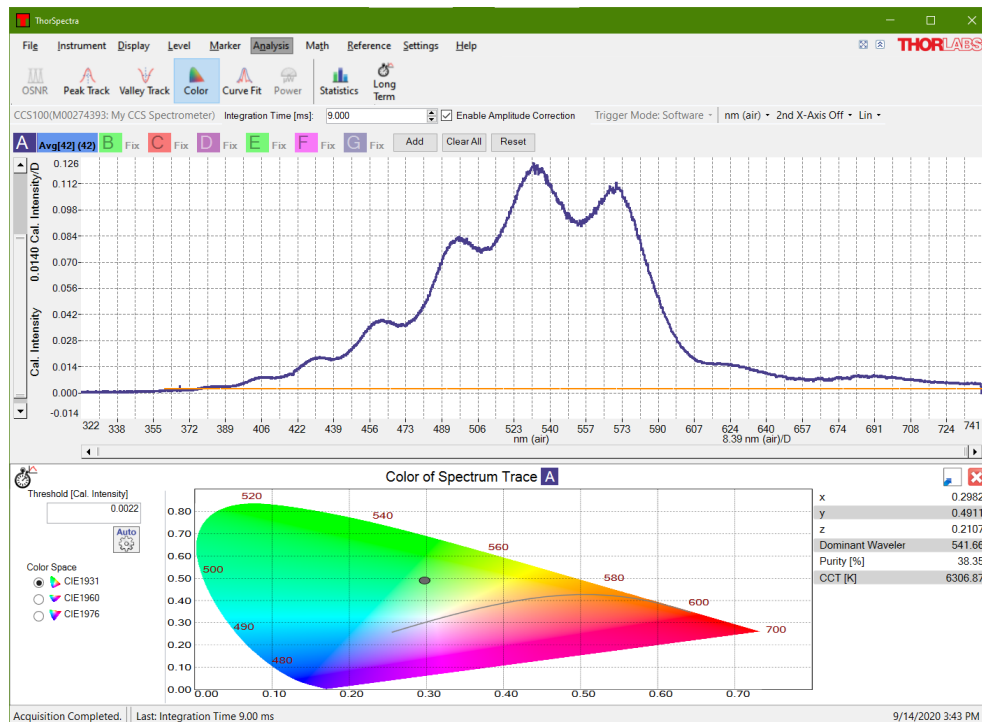 ThorSpectra
File Instrument Display Level Marker Analysis Math Reference Settings Help
THORLABS
OSNR Peak Track Valley Track Color Curve Fit Power Statistics Long Term
CCS100(M00274393: My CCS Spectrometer) Integration Time [ms]: 9.000 Enable Amplitude Correction Trigger Mode: Software nm (air) 2nd X-Axis Off Lin
A Avg[42] (42) B Fix C Fix D Fix E Fix F Fix G Fix Add Clear All Reset
0.126
0.112
0.098
0.084
0.070
0.056
0.042
0.028
0.014
0.000
-0.014
Cal. Intensity 0.0140 Cal. Intensity/D
322 338 355 372 389 406 422 439 456 473 489 506 523 540 557 573 590 607 624 640 657 674 691 708 724 741
nm (air) 8.39 nm (air)/D
Color of Spectrum Trace A
Threshold [Cal. Intensity]
0.0022
Auto
Color Space
CIE1931
CIE1960
CIE1976
0.80
0.70
0.60
0.50
0.40
0.30
0.20
0.10
0.00
0.00 0.10 0.20 0.30 0.40 0.50 0.60 0.70
520
540
560
500
580
600
490
700
480
x 0.2982
y 0.4911
z 0.2107
Dominant Waveler 541.66
Purity [%] 38.35
CCT [K] 6306.87
Acquisition Completed. Last: Integration Time 9.00 ms 9/14/2020 3:43 PM